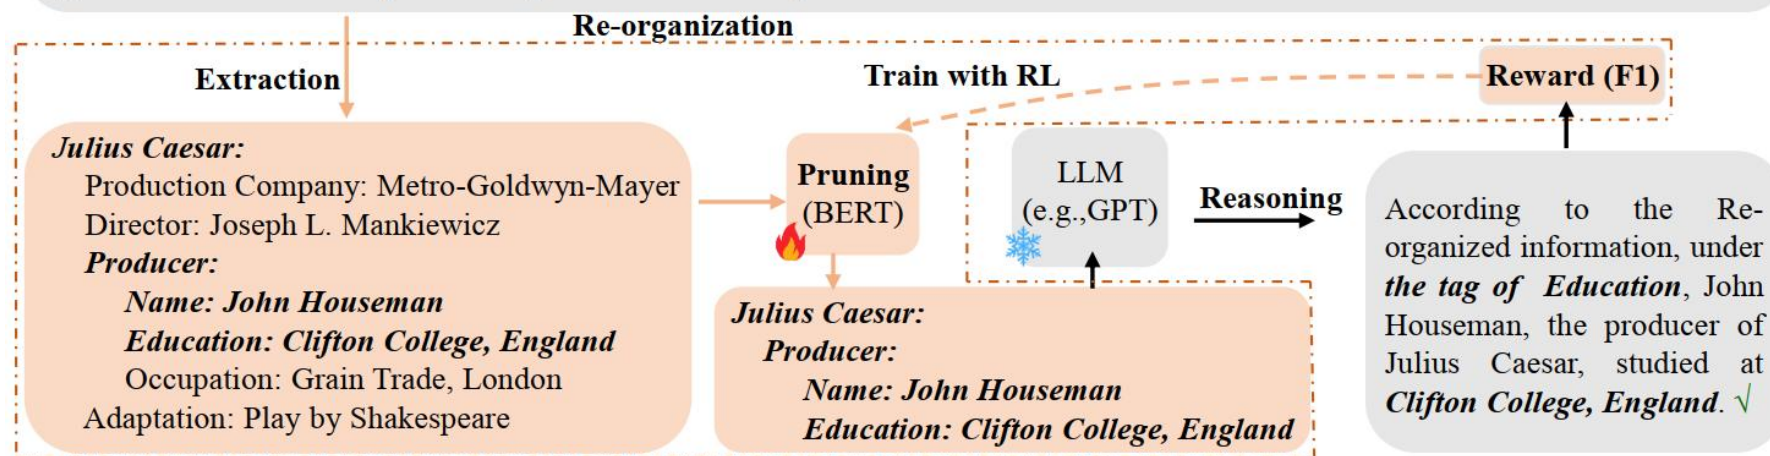 Re-organization
Extraction
Train with RL
Reward (F1)
Julius Caesar:
Production Company: Metro-Goldwyn-Mayer
Director: Joseph L. Mankiewicz
Producer:
Name: John Houseman
Education: Clifton College, England
Occupation: Grain Trade, London
Adaptation: Play by Shakespeare
Pruning
(BERT)
Julius Caesar:
Producer:
Name: John Houseman
Education: Clifton College, England
LLM
(e.g.,GPT)
Reasoning
According to the Re-
organized information, under
the tag of Education, John
Houseman, the producer of
Julius Caesar, studied at
Clifton College, England. √